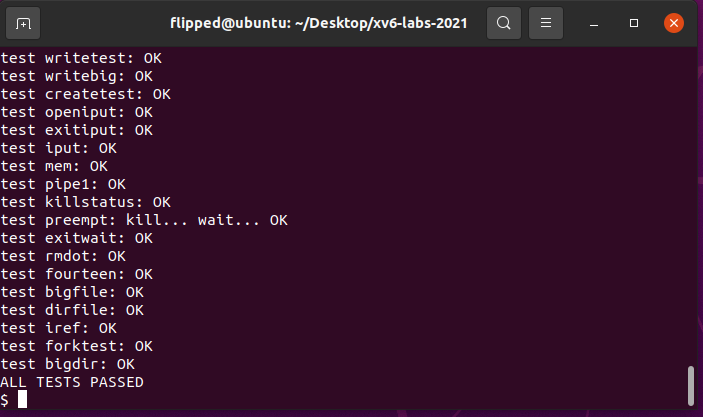 flipped@ubuntu: ~/Desktop/xv6-labs-2021
test writetest: OK
test writebig: OK
test createtest: OK
test openiput: OK
test exitiput: OK
test iput: OK
test mem: OK
test pipe1: OK
test killstatus: OK
test preempt: kill... wait... OK
test exitwait: OK
test rmdot: OK
test fourteen: OK
test bigfile: OK
test dirfile: OK
test iref: OK
test forktest: OK
test bigdir: OK
ALL TESTS PASSED
$